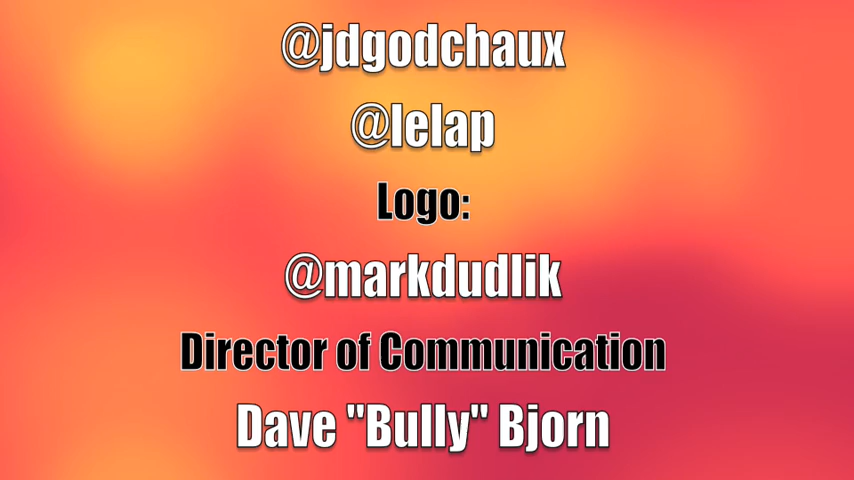 @jdgodchaux
@lelap
Logo:
@markdudlik
Director of Communication
Dave "Bully" Bjorn